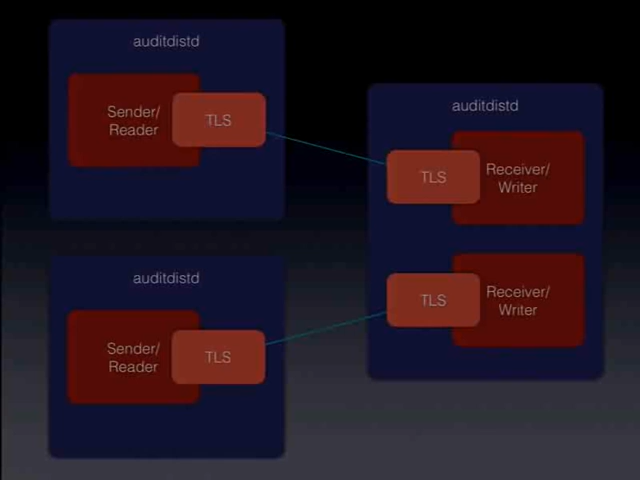 auditdistd
Sender/
Reader
TLS
auditdistd
TLS
Receiver/
Writer
TLS
Receiver/
Writer
auditdistd
Sender/
Reader
TLS